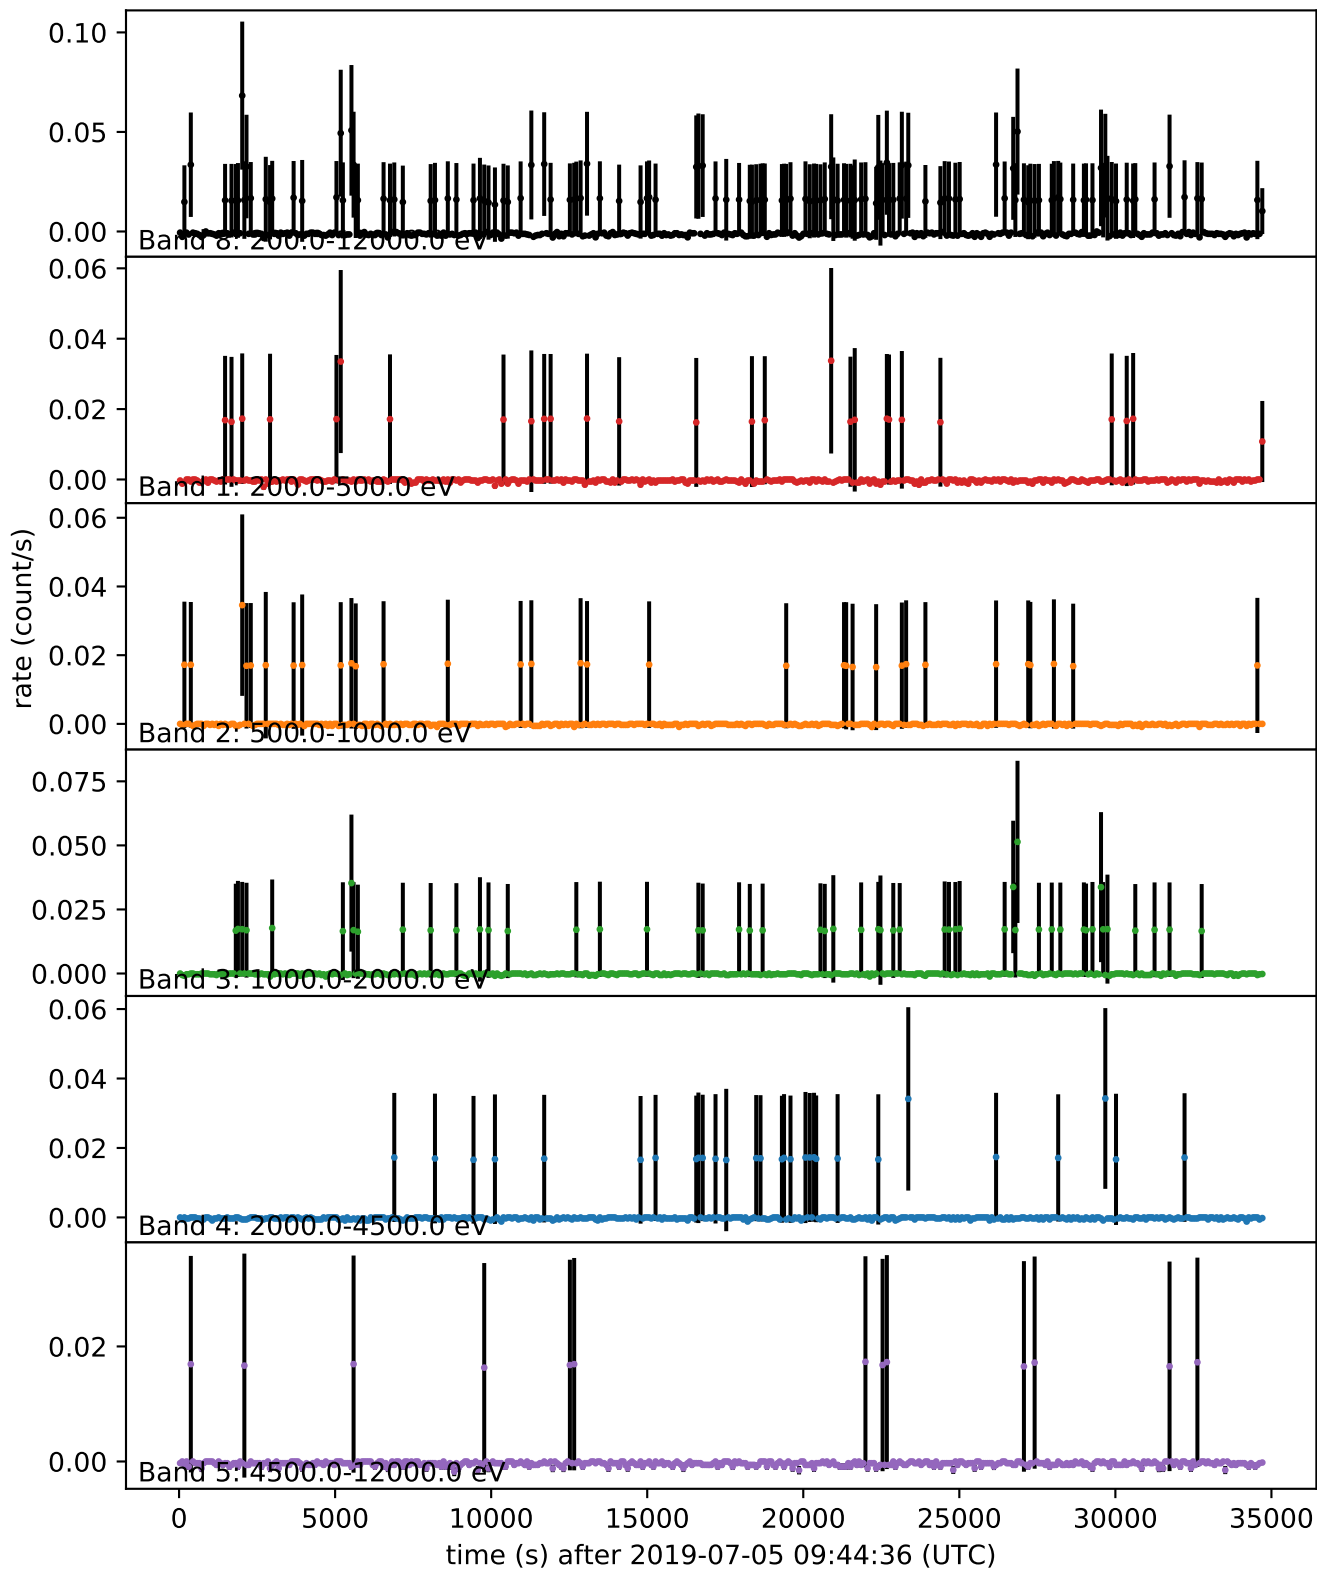 0.10
0.05
0.00
Band 8: 200.0-12000.0 eV
0.06
0.04
0.02
0.00
Band 1: 200.0-500.0 eV
0.06
0.04
0.02
0.00
Band 2: 500.0-1000.0 eV
rate (count/s)
0.075
0.050
0.025
0.000
Band 3: 1000.0-2000.0 eV
0.06
0.04
0.02
0.00
Band 4: 2000.0-4500.0 eV
0.02
0.00
Band 5: 4500.0-12000.0 eV
0 5000 10000 15000 20000 25000 30000 35000
time (s) after 2019-07-05 09:44:36 (UTC)